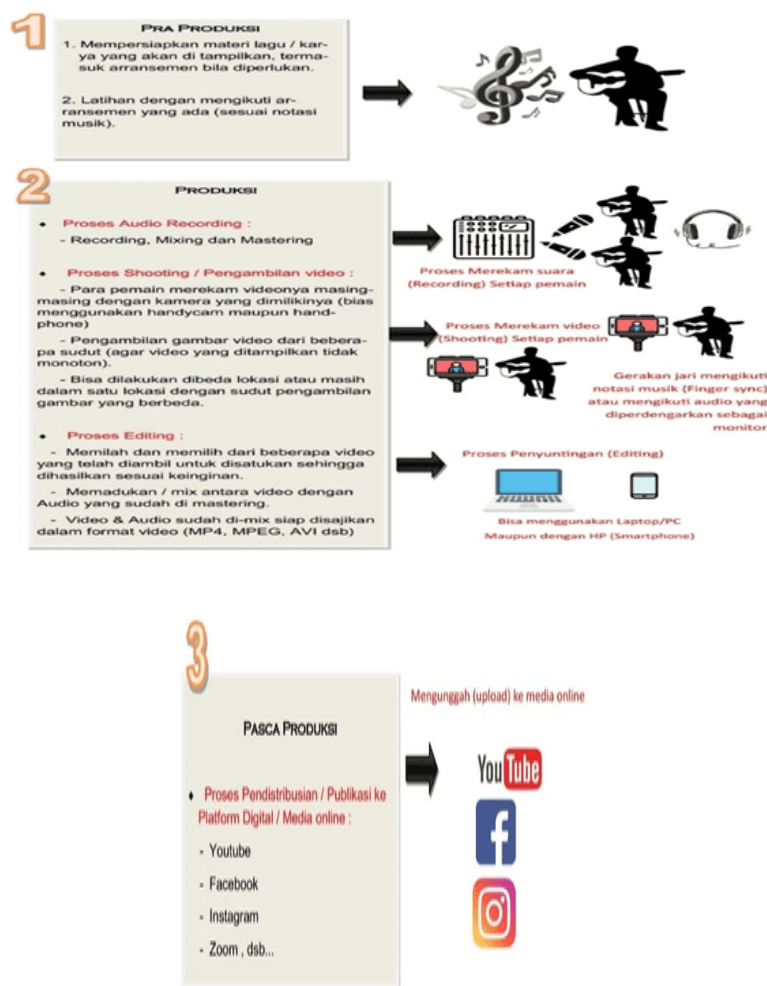 1
PRA PRODUKSI
1. Mempersiapkan materi lagu / kar-
ya yang akan di tampilkan, terma-
suk arransemen bila diperlukan.
2. Latihan dengan mengikuti ar-
ransemen yang ada (sesuai notasi
musik).
2
PRODUKSI
• Proses Audio Recording :
- Recording, Mixing dan Mastering
• Proses Shooting / Pengambilan video :
- Para pemain merekam videonya masing-
masing dengan kamera yang dimilikinya (bias
menggunakan handycam maupun hand-
phone)
- Pengambilan gambar video dari bebera-
pa sudut (agar video yang ditampilkan tidak
monoton).
- Bisa dilakukan dibeda lokasi atau masih
dalam satu lokasi dengan sudut pengambilan
gambar yang berbeda.
• Proses Editing :
- Memilah dan memilih dari beberapa video
yang telah diambil untuk disatukan sehingga
dihasilkan sesuai keinginan.
- Memadukan / mix antara video dengan
Audio yang sudah di mastering.
- Video & Audio sudah di-mix siap disajikan
dalam format video (MP4, MPEG, AVI dsb)
Proses Merekam suara
(Recording) Setiap pemain
Proses Merekam video
(Shooting) Setiap pemain
Gerakan jari mengikuti
notasi musik (Finger sync)
atau mengikuti audio yang
diperdengarkan sebagai
monitor
Proses Penyuntingan (Editing)
Bisa menggunakan Laptop/PC
Maupun dengan HP (Smartphone)
3
PASCA PRODUKSI
♦ Proses Pendistribusian / Publikasi ke
Platform Digital / Media online :
- Youtube
- Facebook
- Instagram
- Zoom , dsb...
Mengunggah (upload) ke media online
YouTube